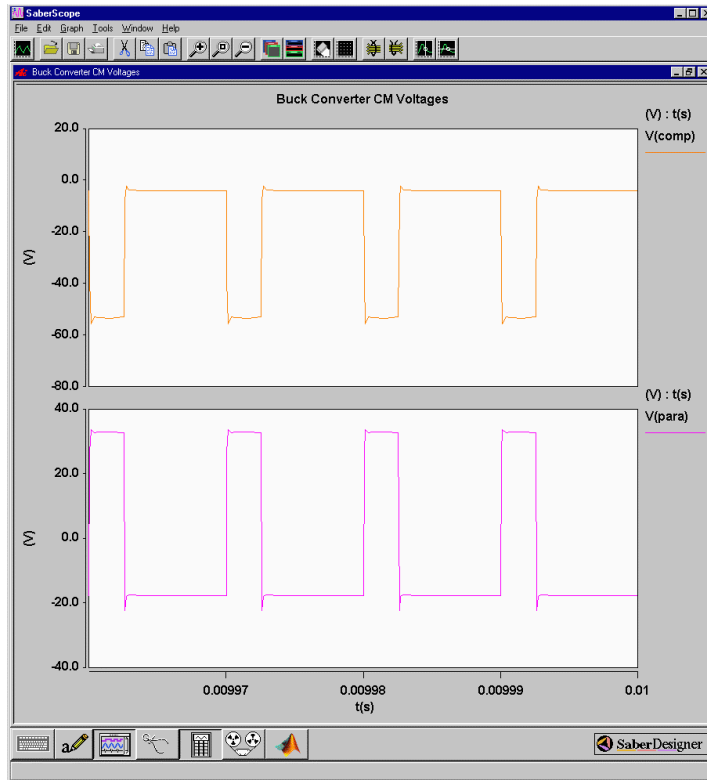 SaberScope
File Edit Graph Tools Window Help
Buck Converter CM Voltages
Buck Converter CM Voltages
(V) : t(s)
V(comp)
20.0
0.0
-20.0
-40.0
-60.0
-80.0
(V)
(V) : t(s)
V(para)
40.0
20.0
0.0
-20.0
-40.0
(V)
0.00997 0.00998 0.00999 0.01
t(s)
a
SaberDesigner